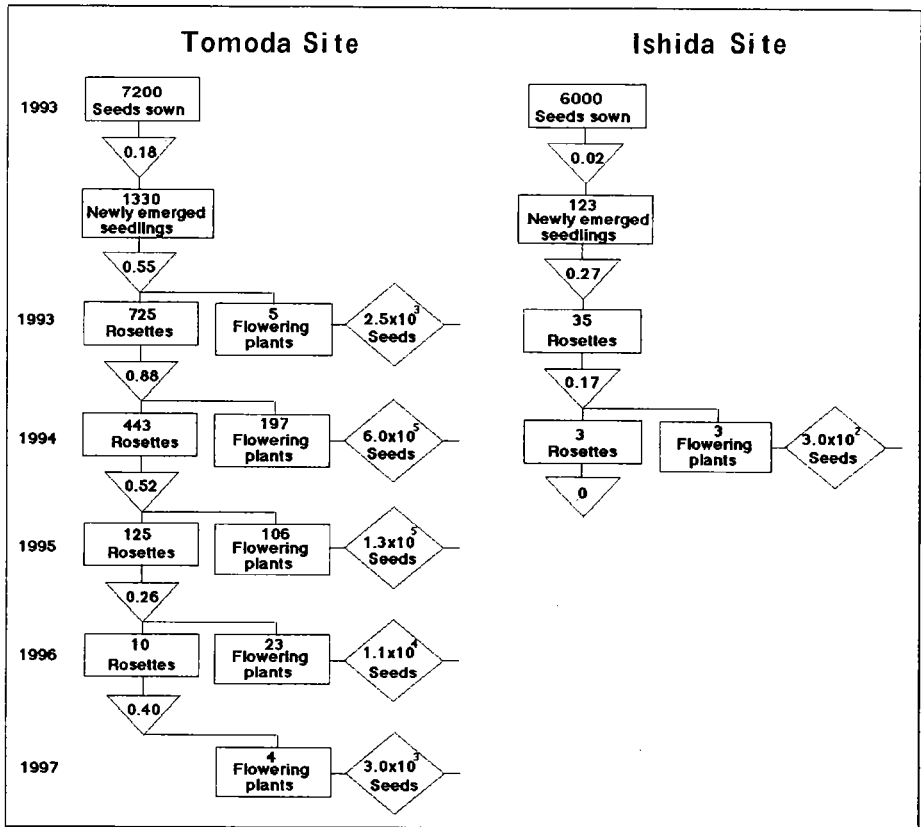 Tomoda Site
Ishida Site
1993
7200
Seeds sown
6000
Seeds sown
0.18
0.02
1330
Newly emerged
seedlings
123
Newly emerged
seedlings
0.55
0.27
1993
725
Rosettes
5
Flowering
plants
2.5x10³
Seeds
35
Rosettes
0.88
0.17
1994
443
Rosettes
197
Flowering
plants
6.0x10⁵
Seeds
3
Rosettes
3
Flowering
plants
3.0x10²
Seeds
0.52
0
1995
125
Rosettes
106
Flowering
plants
1.3x10⁵
Seeds
0.26
1996
10
Rosettes
23
Flowering
plants
1.1x10⁴
Seeds
0.40
1997
4
Flowering
plants
3.0x10³
Seeds